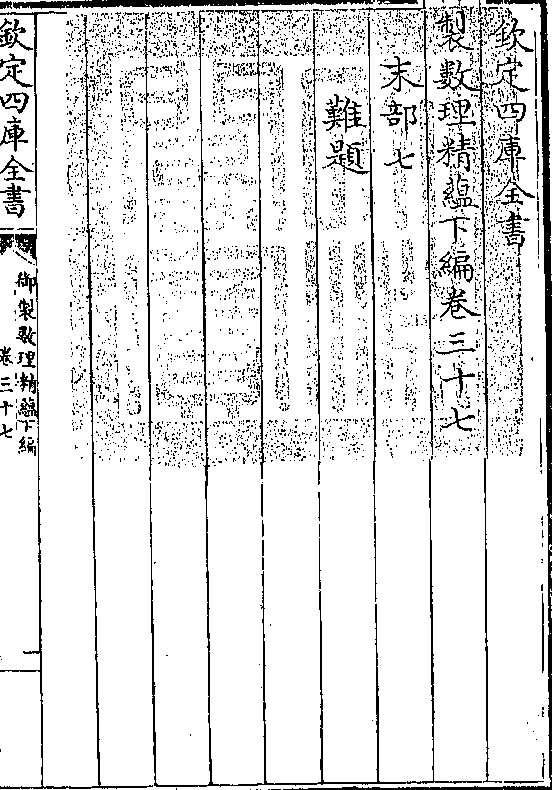 欽定四庫全書
製數理精蘊下編卷三十七
末部七
難題
欽定四庫全書
御製數理精蘊下編
卷三十七
一